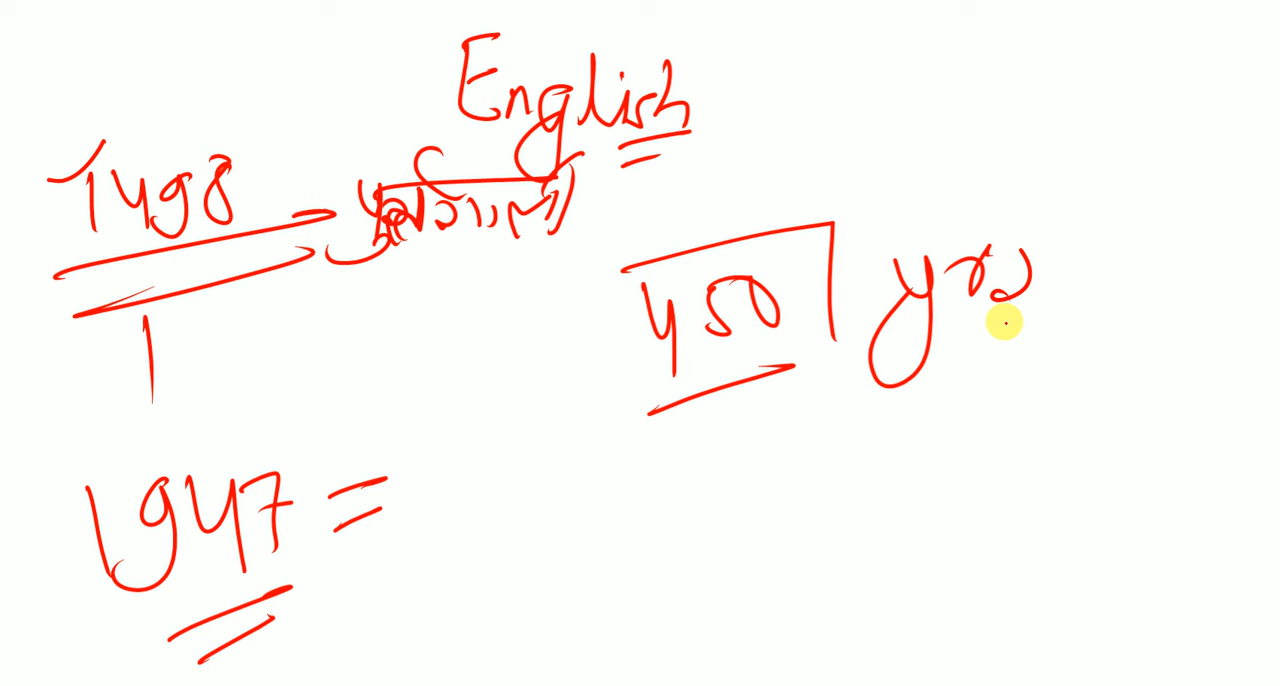 English
1498 =
450 yrs
1947 =